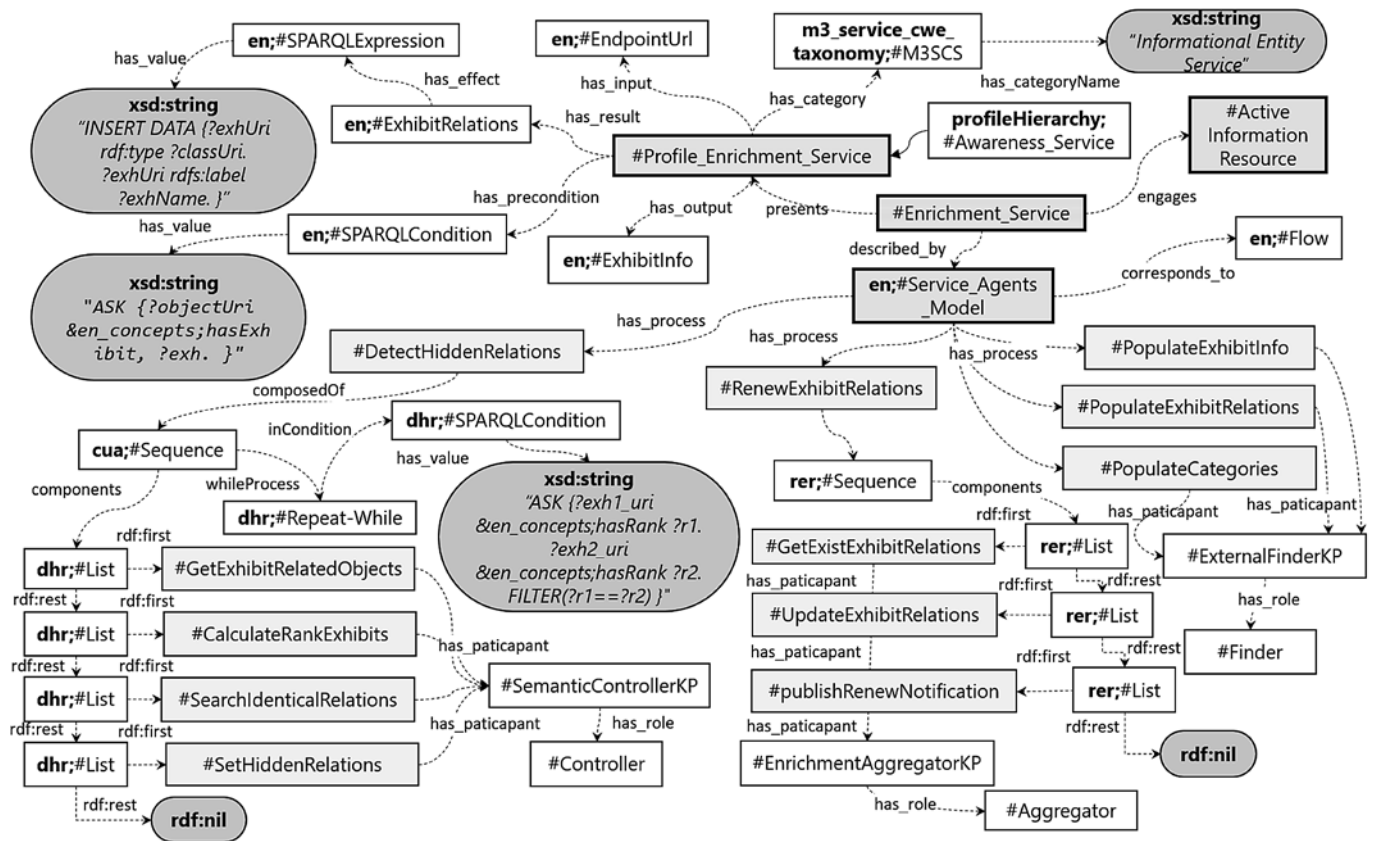 en;#SPARQLExpression
en;#EndpointUrl
m3_service_cwe_
taxonomy;#M3SCS
xsd:string
“Informational Entity
Service”
has_value
has_effect
has_input
has_category
has_categoryName
xsd:string
“INSERT DATA {?exhUri
rdf:type ?classUri.
?exhUri rdfs:label
?exhName. }”
en;#ExhibitRelations
has_result
#Profile_Enrichment_Service
profileHierarchy;
#Awareness_Service
#Active
Information
Resource
has_precondition
has_output
presents
#Enrichment_Service
engages
has_value
en;#SPARQLCondition
en;#ExhibitInfo
described_by
en;#Flow
corresponds_to
xsd:string
"ASK {?objectUri
&en_concepts;hasExh
ibit, ?exh. }"
en;#Service_Agents
_Model
has_process
has_process
has_process
#DetectHiddenRelations
#PopulateExhibitInfo
#RenewExhibitRelations
#PopulateExhibitRelations
composedOf
inCondition
dhr;#SPARQLCondition
cua;#Sequence
has_value
#PopulateCategories
components
whileProcess
xsd:string
“ASK {?exh1_uri
&en_concepts;hasRank ?r1.
?exh2_uri
&en_concepts;hasRank ?r2.
FILTER(?r1==?r2) }"
rer;#Sequence
components
has_paticapant
dhr;#Repeat-While
rdf:first
dhr;#List
rdf:first
#GetExhibitRelatedObjects
#GetExistExhibitRelations
rer;#List
#ExternalFinderKP
rdf:rest
rdf:first
has_paticapant
rdf:first
rdf:rest
has_role
dhr;#List
#CalculateRankExhibits
#UpdateExhibitRelations
rer;#List
#Finder
rdf:rest
rdf:first
has_paticapant
has_paticapant
rdf:first
rdf:rest
dhr;#List
#SearchIdenticalRelations
#SemanticControllerKP
#publishRenewNotification
rer;#List
rdf:rest
rdf:first
has_paticapant
has_role
has_paticapant
rdf:rest
dhr;#List
#SetHiddenRelations
#Controller
#EnrichmentAggregatorKP
rdf:nil
rdf:rest
rdf:nil
has_role
#Aggregator